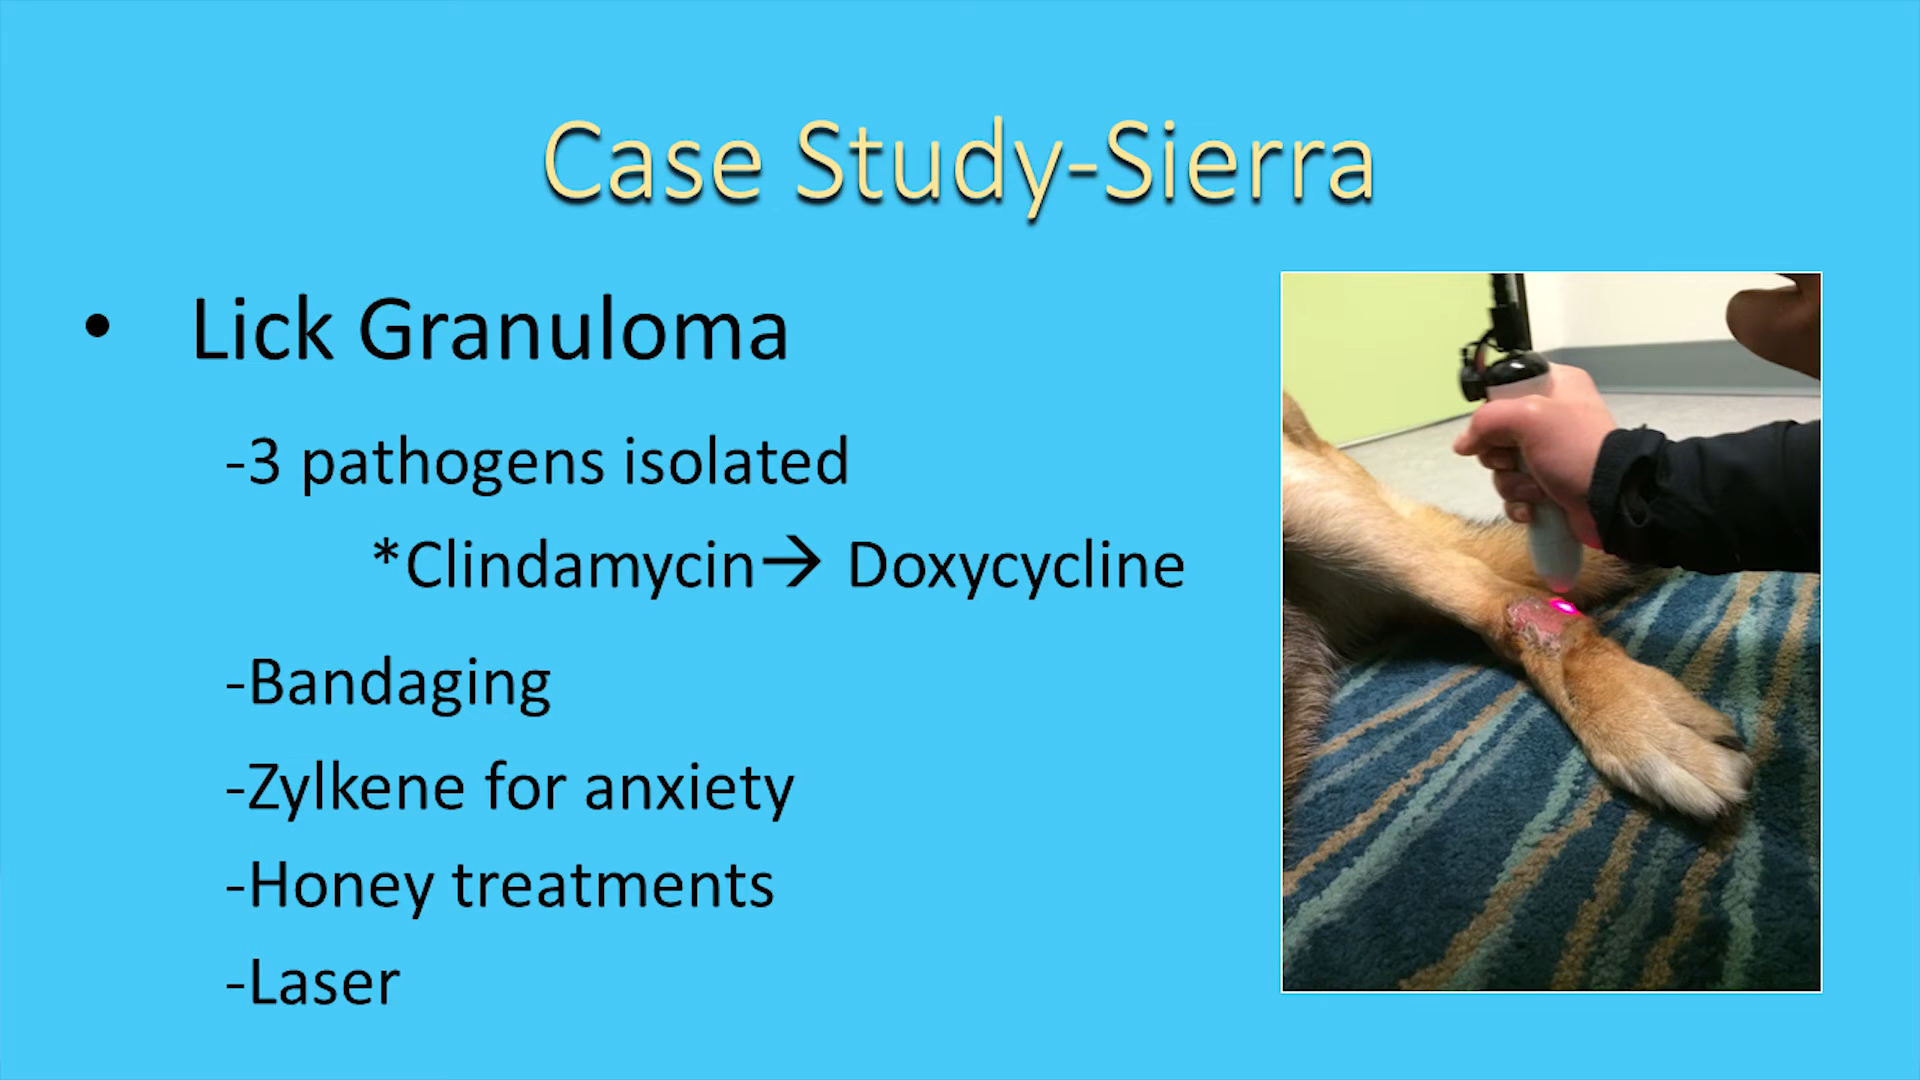 Case Study-Sierra
• Lick Granuloma
-3 pathogens isolated
*Clindamycin→ Doxycycline
-Bandaging
-Zylkene for anxiety
-Honey treatments
-Laser